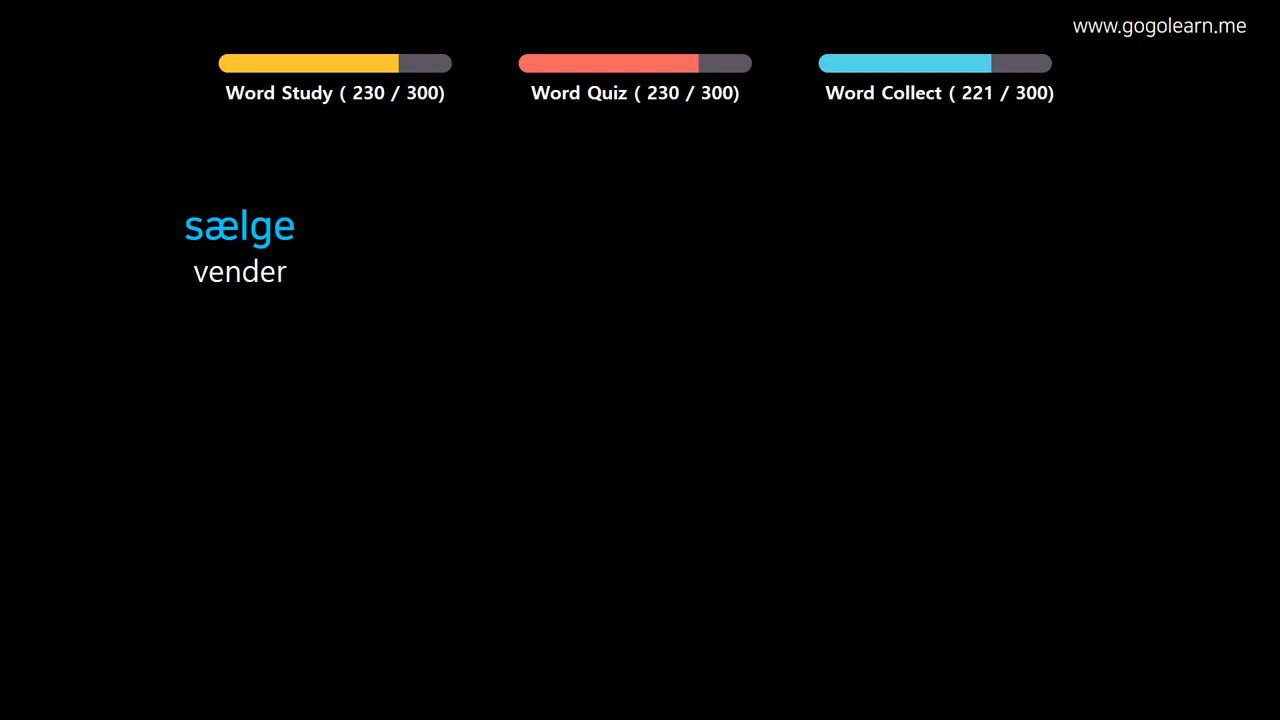 www.gogolearn.me
Word Study ( 230 / 300)
Word Quiz ( 230 / 300)
Word Collect ( 221 / 300)
sælge
vender